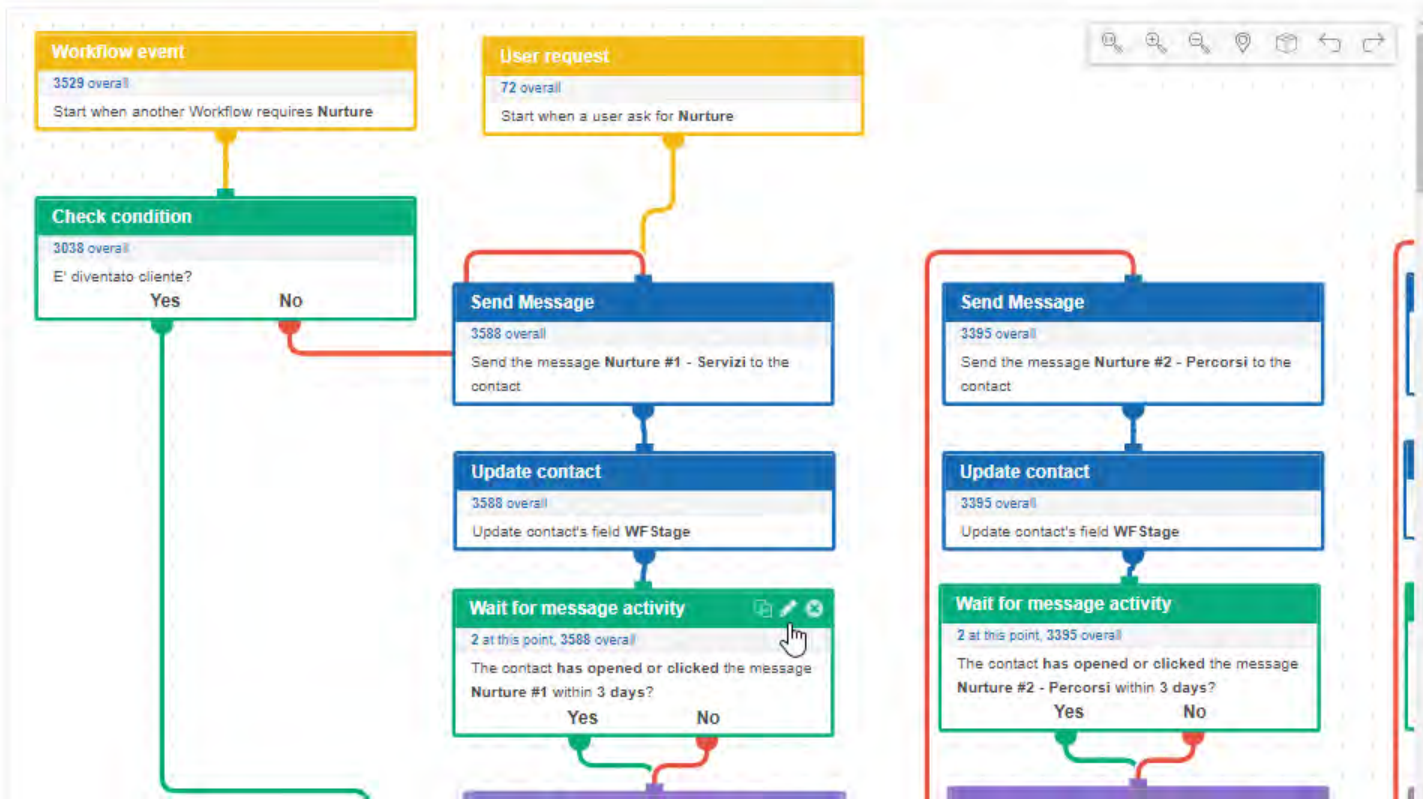 Workflow event
3529 overall
Start when another Workflow requires Nurture
User request
72 overall
Start when a user ask for Nurture
Check condition
3038 overall
E' diventato cliente?
Yes No
Send Message
3588 overall
Send the message Nurture #1 - Servizi to the
contact
Update contact
3588 overall
Update contact's field WFStage
Wait for message activity
2 at this point, 3588 overall
The contact has opened or clicked the message
Nurture #1 within 3 days?
Yes No
Send Message
3395 overall
Send the message Nurture #2 - Percorsi to the
contact
Update contact
3395 overall
Update contact's field WFStage
Wait for message activity
2 at this point, 3395 overall
The contact has opened or clicked the message
Nurture #2 - Percorsi within 3 days?
Yes No